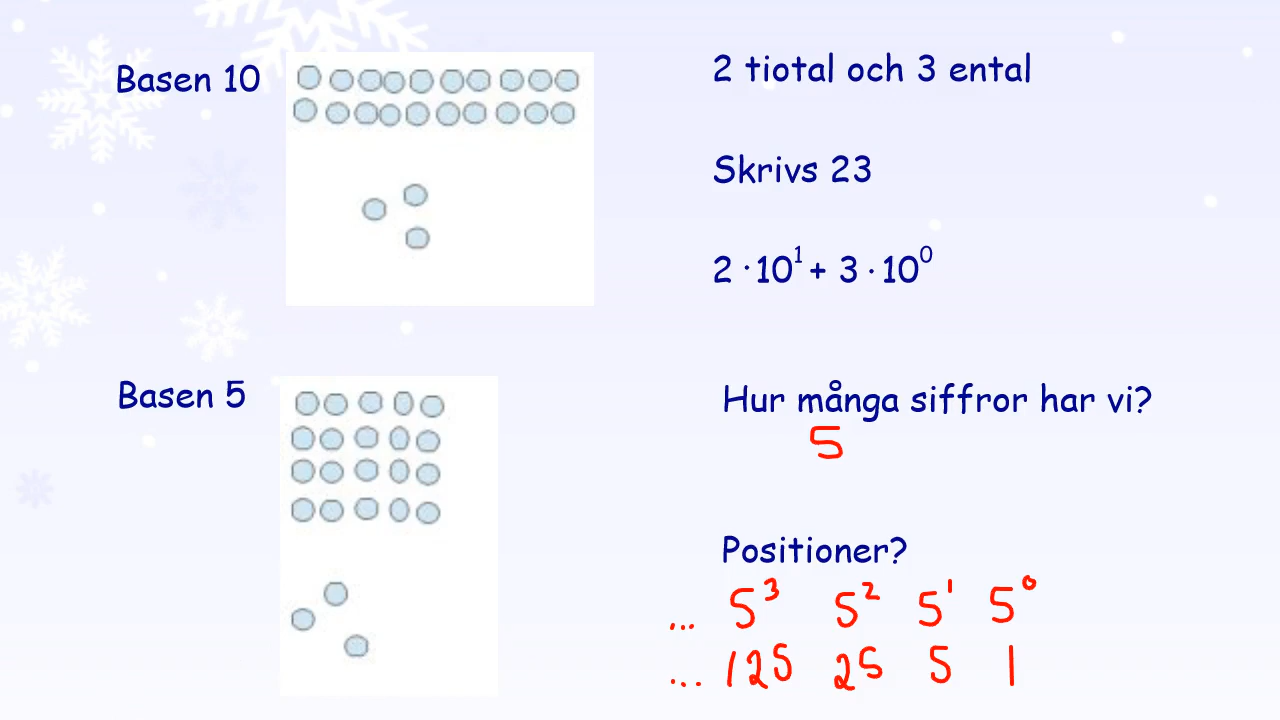 Basen 10
2 tiotal och 3 ental
Skrivs 23
2 · 10¹ + 3 · 10⁰
Basen 5
Hur många siffror har vi?
5
Positioner?
... 5³ 5² 5¹ 5⁰
... 125 25 5 1